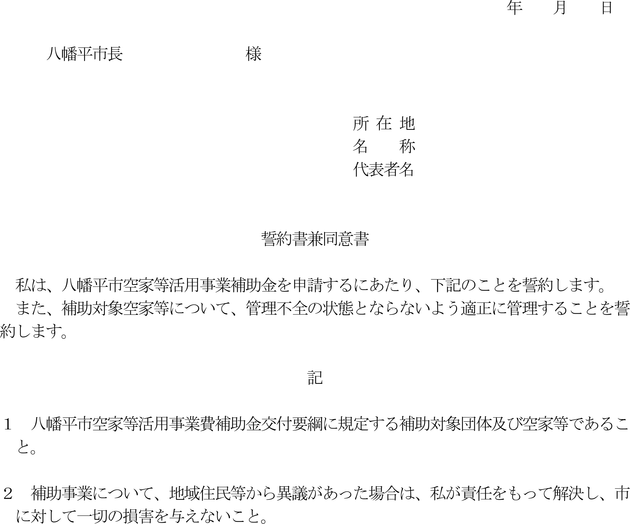 年　　月　　日
八幡平市長　　　　　　　　様
所 在 地
名　　称
代表者名
誓約書兼同意書
私は、八幡平市空家等活用事業補助金を申請するにあたり、下記のことを誓約します。
また、補助対象空家等について、管理不全の状態とならないよう適正に管理することを誓
約します。
記
１　八幡平市空家等活用事業費補助金交付要綱に規定する補助対象団体及び空家等であるこ
と。
２　補助事業について、地域住民等から異議があった場合は、私が責任をもって解決し、市
に対して一切の損害を与えないこと。